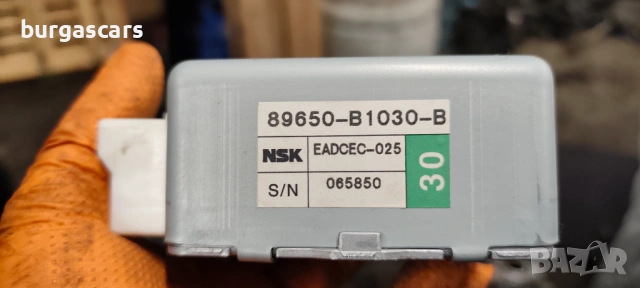 burgascars
89650-B1030-B
NSK EADCEC-025
30
S/N 065850
BAZAR